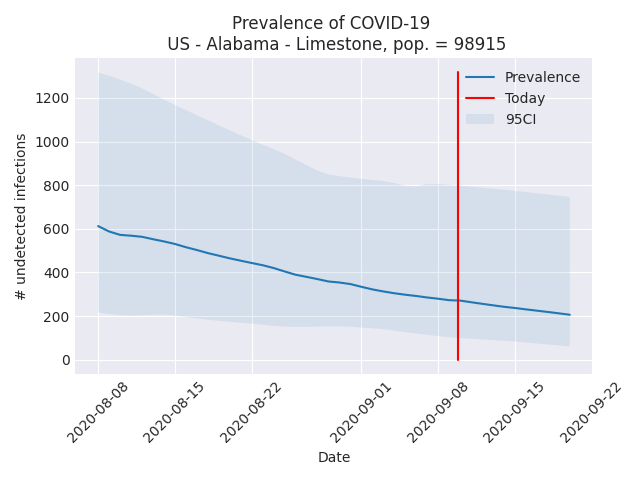 Prevalence of COVID-19
US - Alabama - Limestone, pop. = 98915
Prevalence
Today
95CI
# undetected infections
1200
1000
800
600
400
200
0
2020-08-08
2020-08-15
2020-08-22
2020-09-01
2020-09-08
2020-09-15
2020-09-22
Date